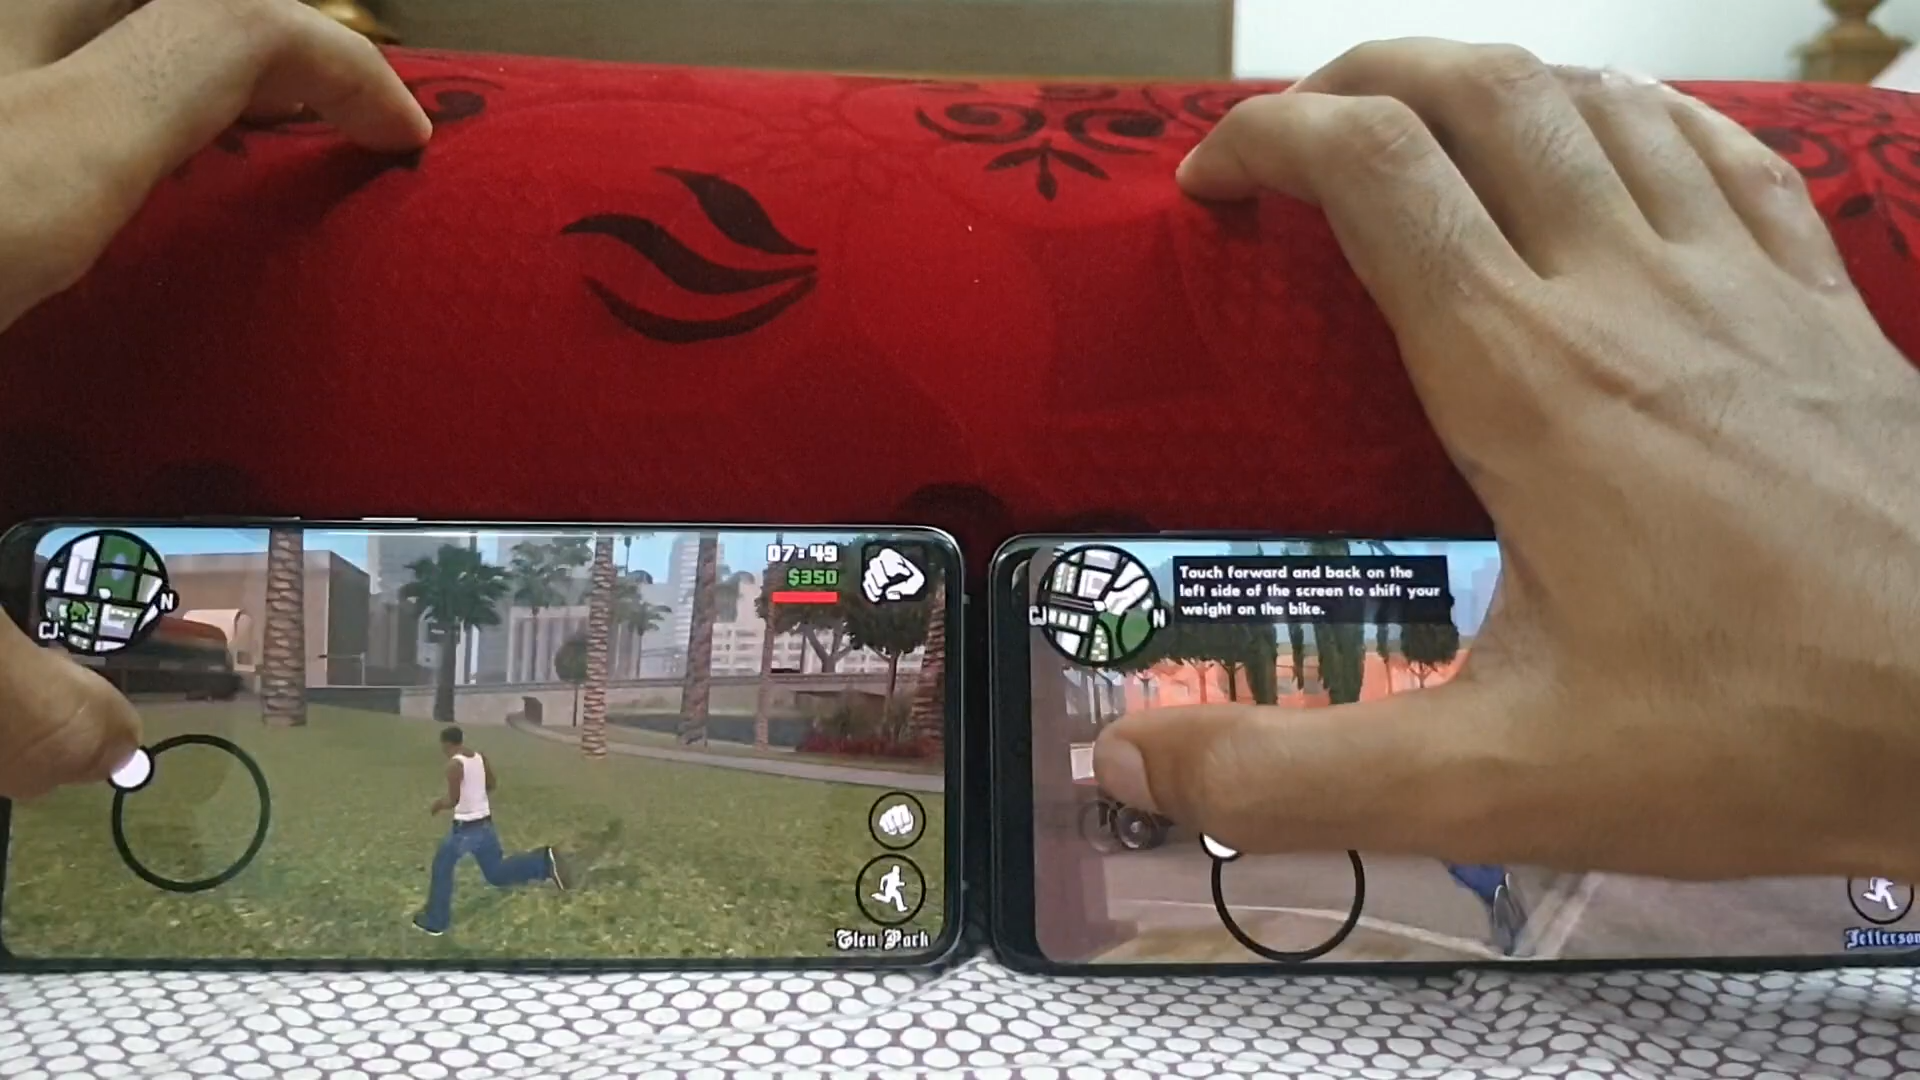 07:49
$350
N
CJ
Glen Park
Touch forward and back on the
left side of the screen to shift your
weight on the bike.
CJ
N
Jefferson